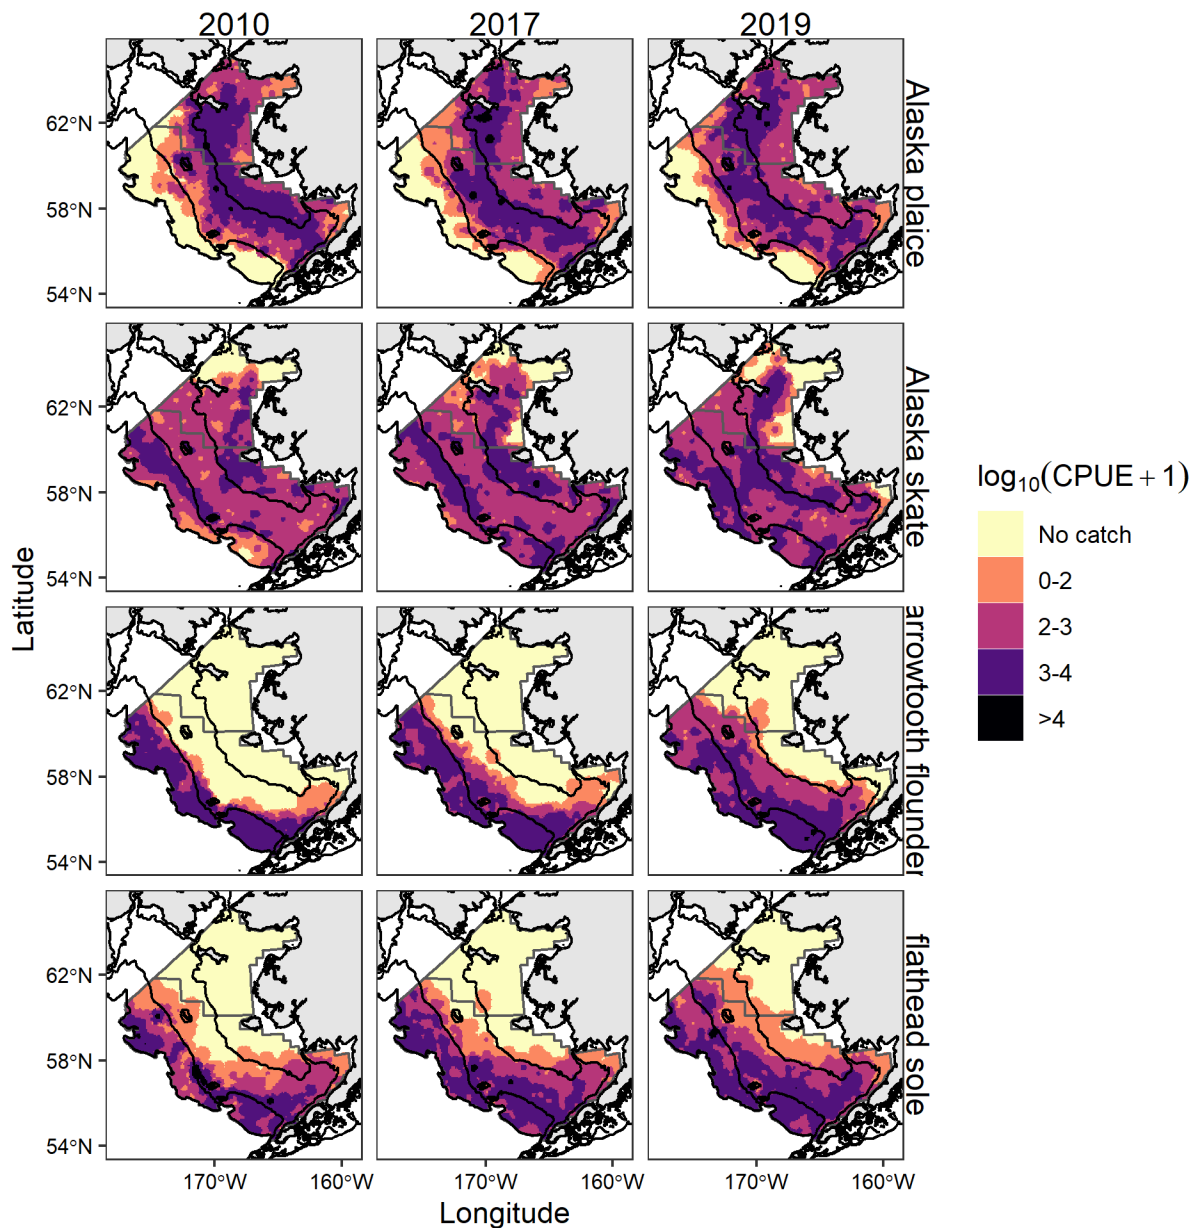 2010 2017 2019
62°N
58°N
54°N
Alaska plaice
62°N
58°N
54°N
Alaska skate
62°N
58°N
54°N
arrowtooth flounder
62°N
58°N
54°N
flathead sole
170°W 160°W 170°W 160°W 170°W 160°W
Longitude
Latitude
log₁₀(CPUE + 1)
No catch
0-2
2-3
3-4
>4